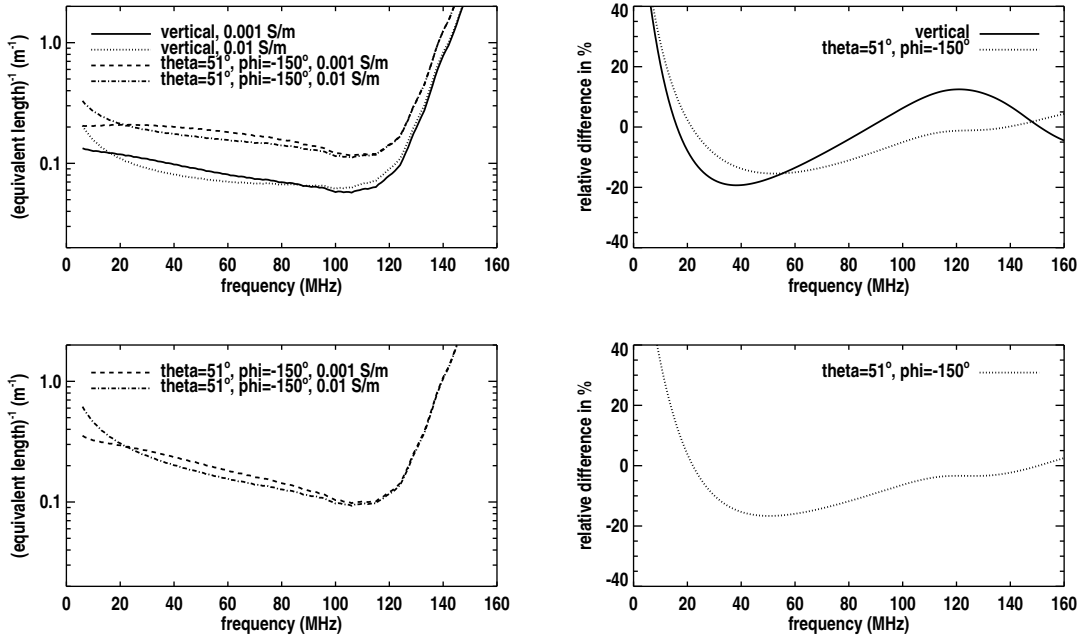 vertical, 0.001 S/m
vertical, 0.01 S/m
theta=51°, phi=-150°, 0.001 S/m
theta=51°, phi=-150°, 0.01 S/m
1.0
0.1
(equivalent length)⁻¹ (m⁻¹)
0 20 40 60 80 100 120 140 160
frequency (MHz)
vertical
theta=51°, phi=-150°
40
20
0
-20
-40
relative difference in %
0 20 40 60 80 100 120 140 160
frequency (MHz)
theta=51°, phi=-150°, 0.001 S/m
theta=51°, phi=-150°, 0.01 S/m
1.0
0.1
(equivalent length)⁻¹ (m⁻¹)
0 20 40 60 80 100 120 140 160
frequency (MHz)
theta=51°, phi=-150°
40
20
0
-20
-40
relative difference in %
0 20 40 60 80 100 120 140 160
frequency (MHz)